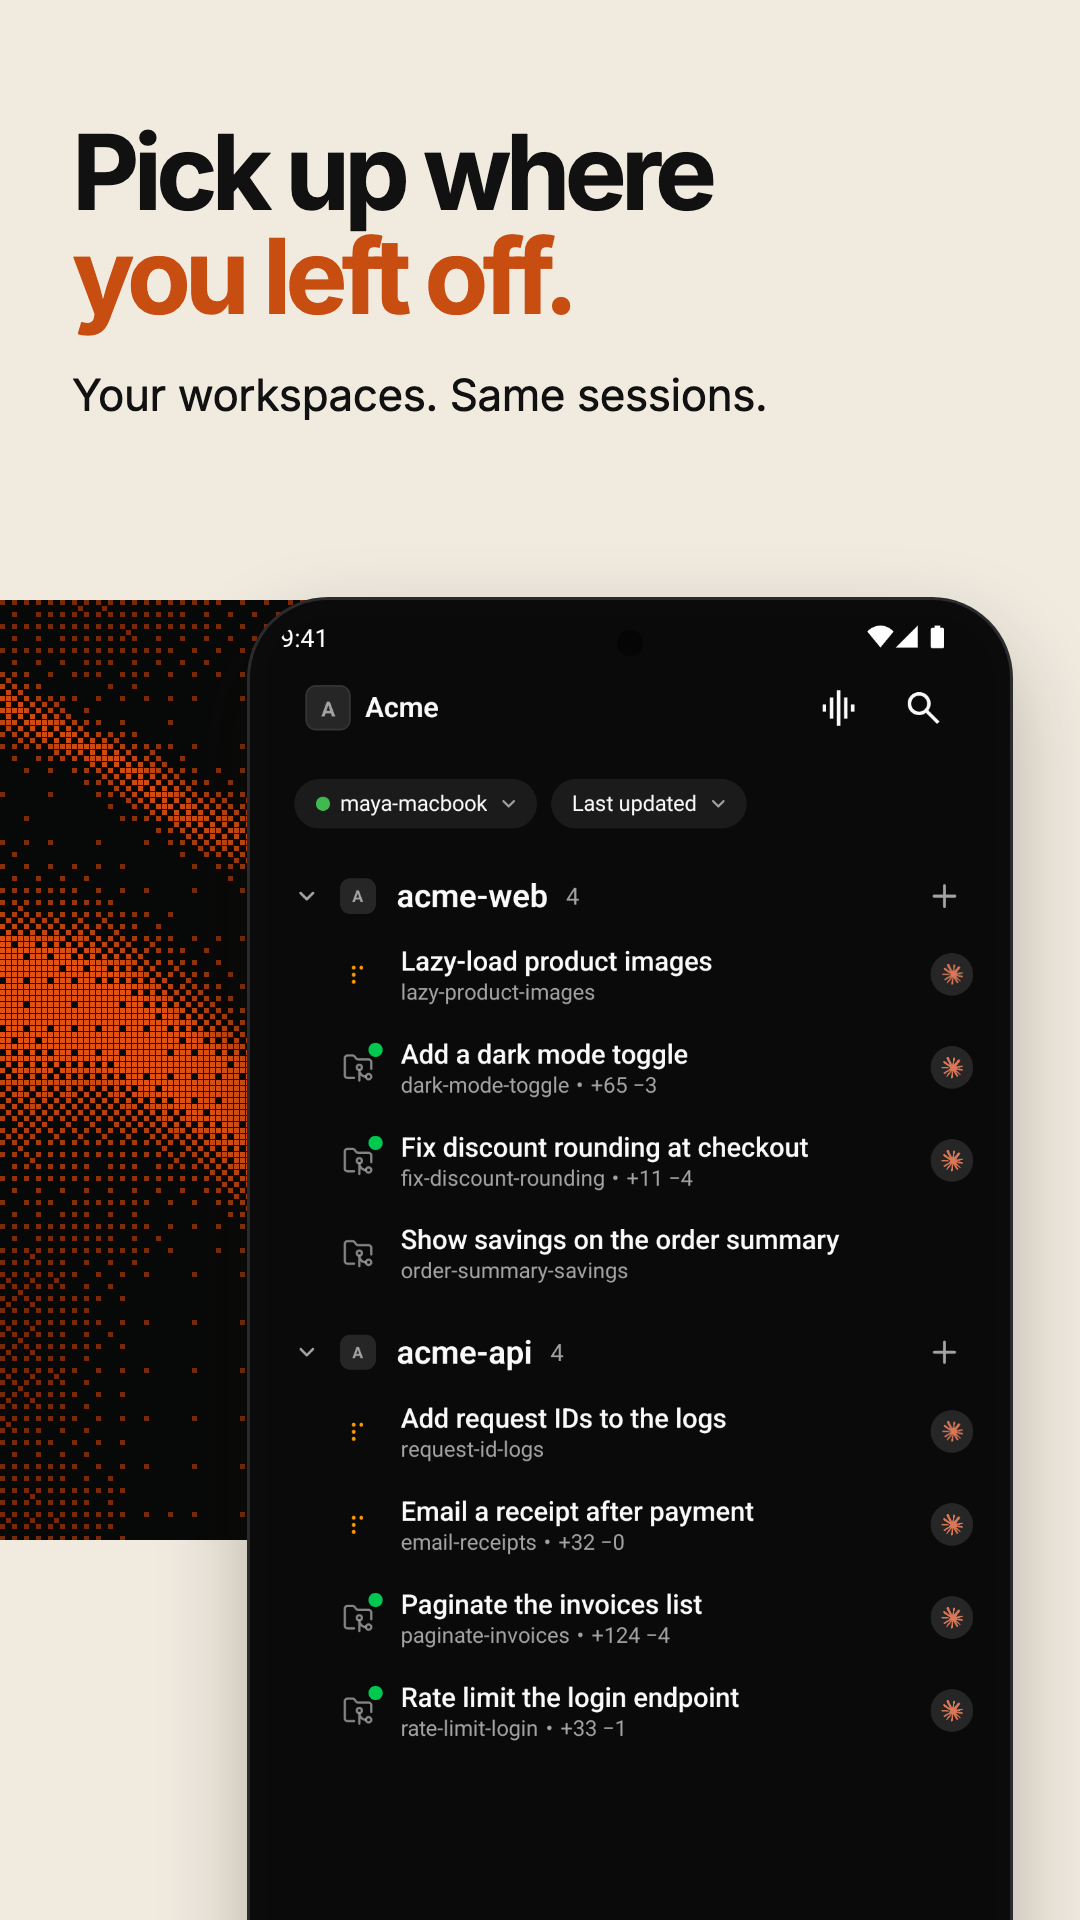 Pick up where
you left off.
Your workspaces. Same sessions.
9:41
A Acme
maya-macbook Last updated
A acme-web 4
Lazy-load product images
lazy-product-images
Add a dark mode toggle
dark-mode-toggle • +65 −3
Fix discount rounding at checkout
fix-discount-rounding • +11 −4
Show savings on the order summary
order-summary-savings
A acme-api 4
Add request IDs to the logs
request-id-logs
Email a receipt after payment
email-receipts • +32 −0
Paginate the invoices list
paginate-invoices • +124 −4
Rate limit the login endpoint
rate-limit-login • +33 −1